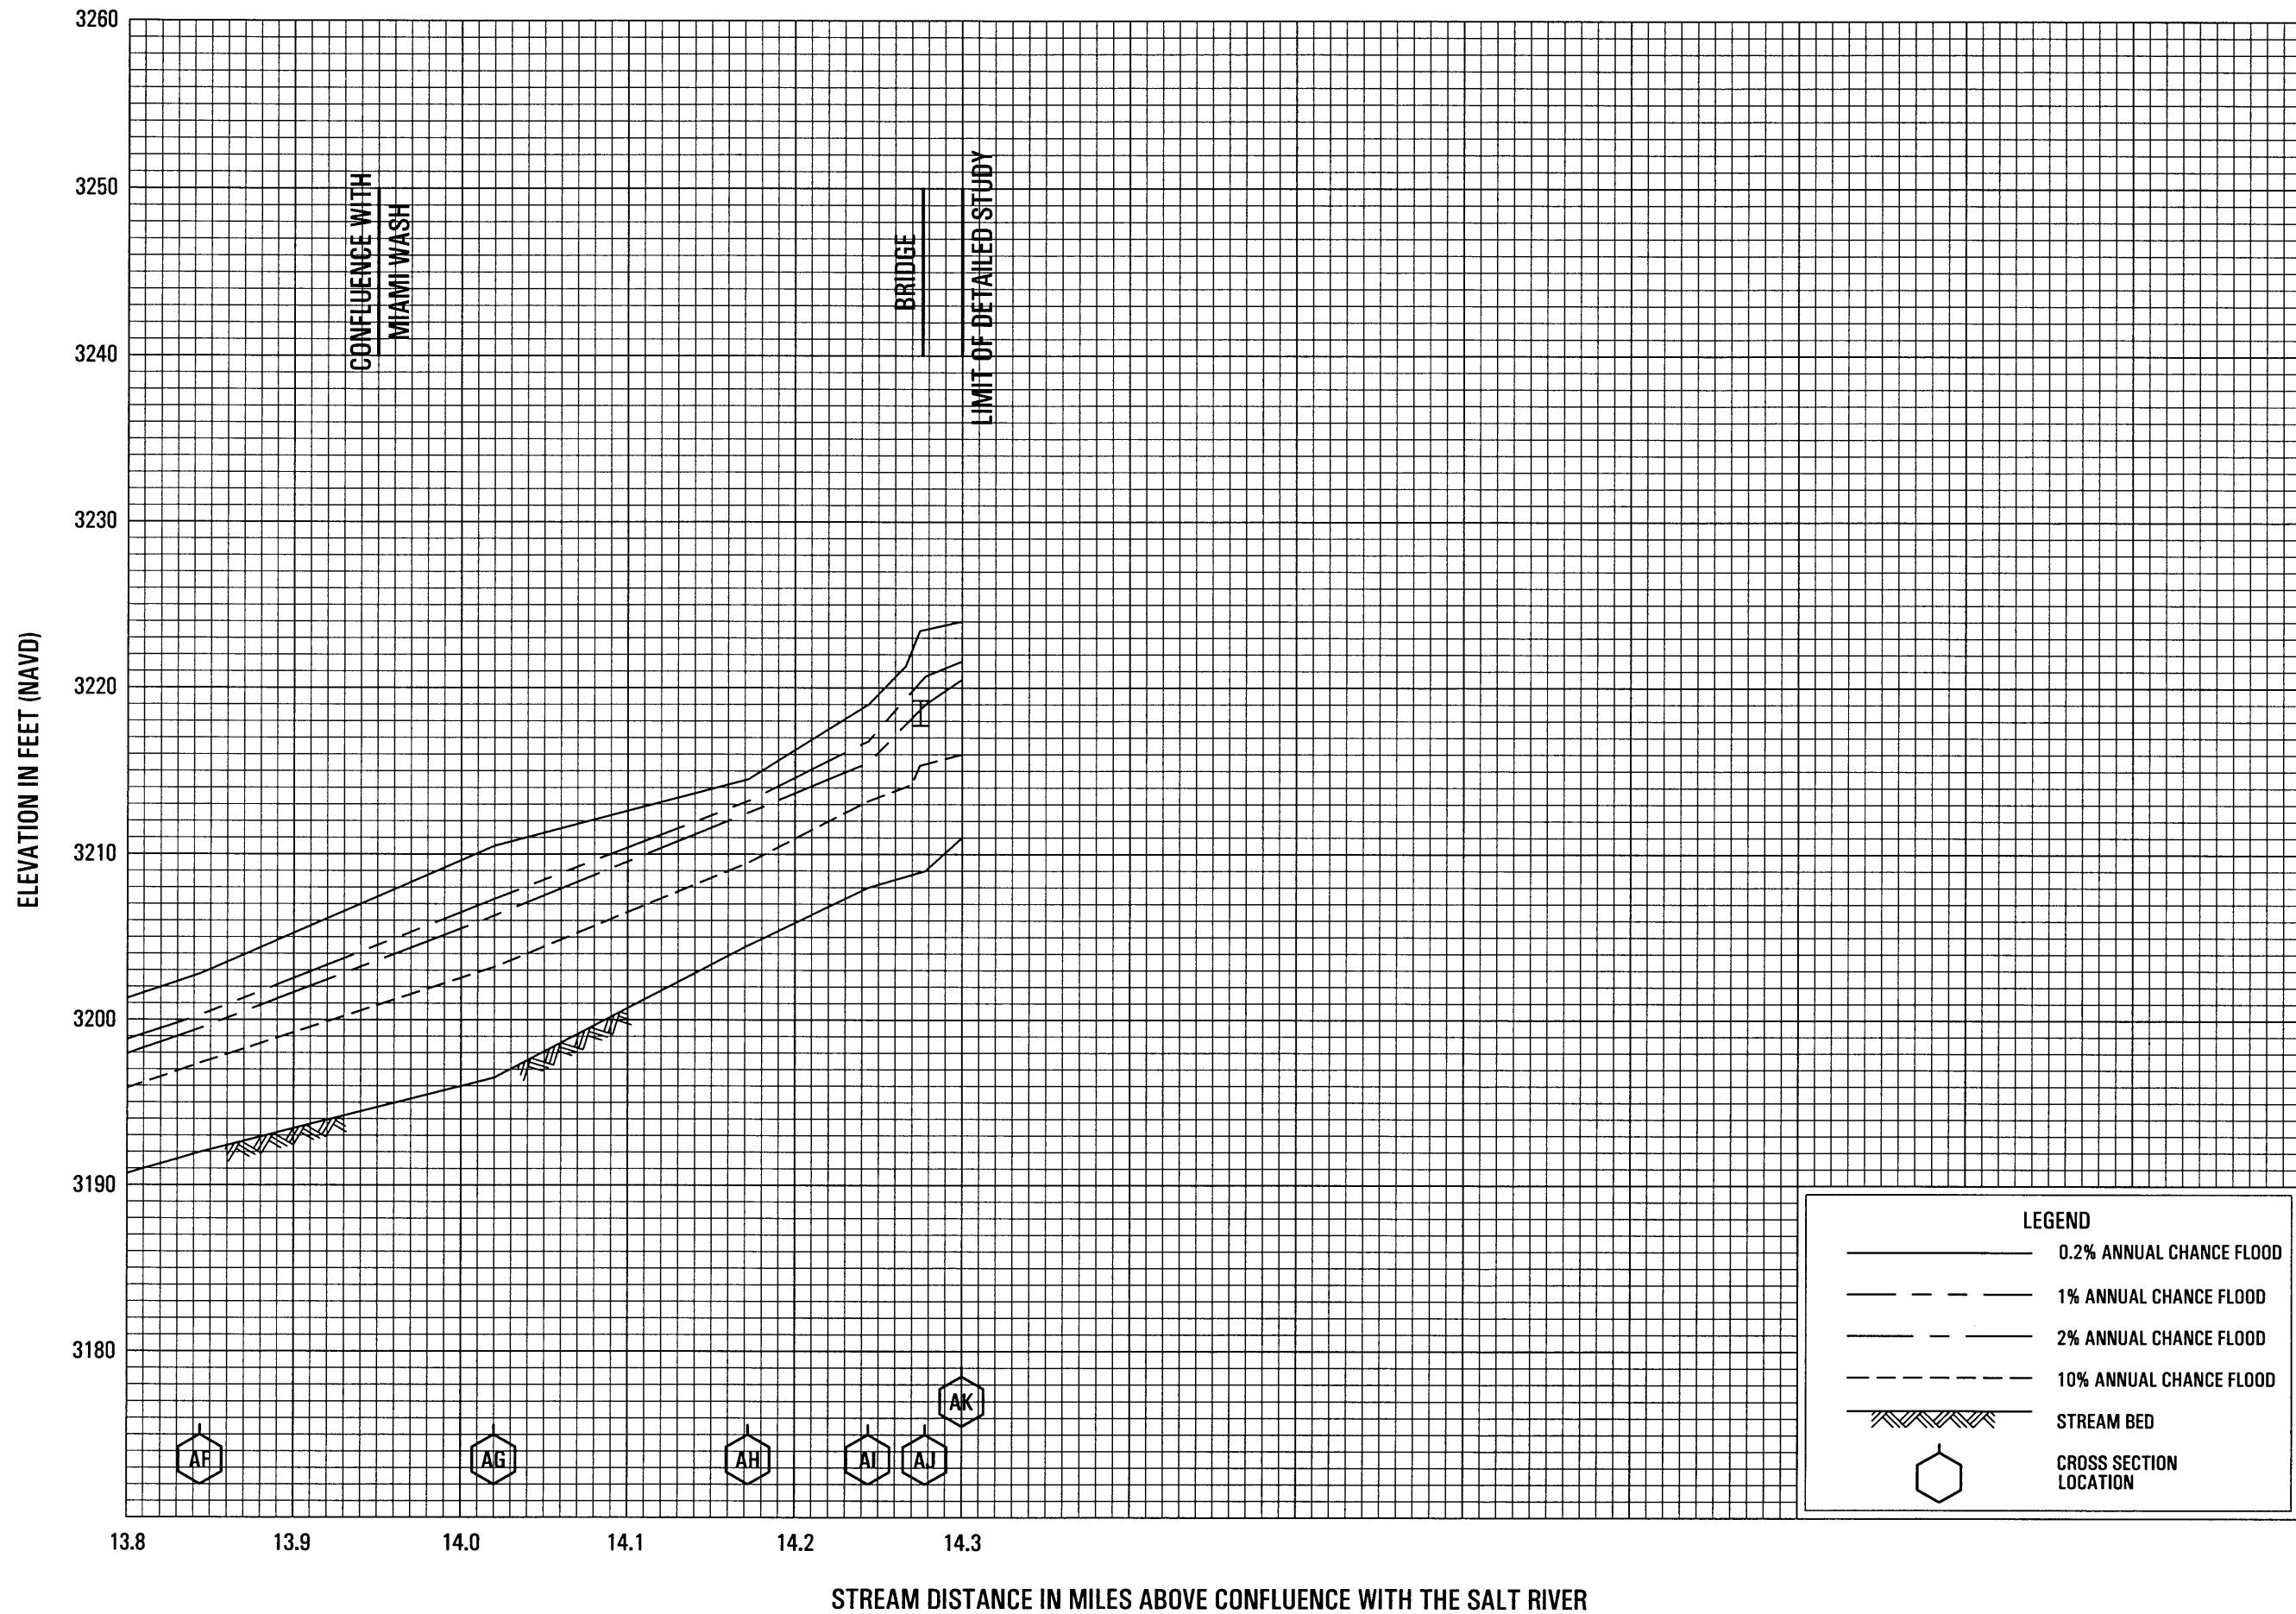 3260
3250
3240
3230
3220
3210
3200
3190
3180
ELEVATION IN FEET (NAVD)
CONFLUENCE WITH
MIAMI WASH
BRIDGE
LIMIT OF DETAILED STUDY
AF
AG
AH
AI
AJ
AK
13.8
13.9
14.0
14.1
14.2
14.3
STREAM DISTANCE IN MILES ABOVE CONFLUENCE WITH THE SALT RIVER
LEGEND
0.2% ANNUAL CHANCE FLOOD
1% ANNUAL CHANCE FLOOD
2% ANNUAL CHANCE FLOOD
10% ANNUAL CHANCE FLOOD
STREAM BED
CROSS SECTION
LOCATION